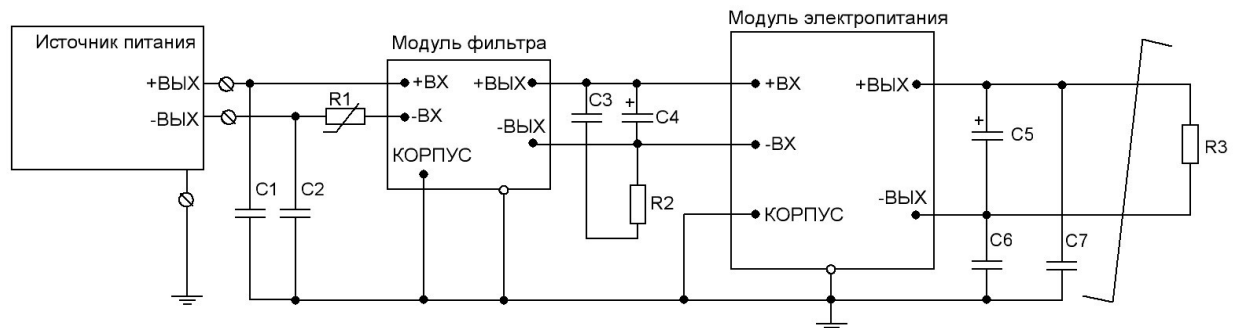 Источник питания
+ВЫХ
-ВЫХ
R1
C1
C2
Модуль фильтра
+ВХ
-ВХ
КОРПУС
+ВЫХ
-ВЫХ
C3
+
C4
R2
Модуль электропитания
+ВХ
-ВХ
КОРПУС
+ВЫХ
-ВЫХ
+
C5
C6
C7
R3